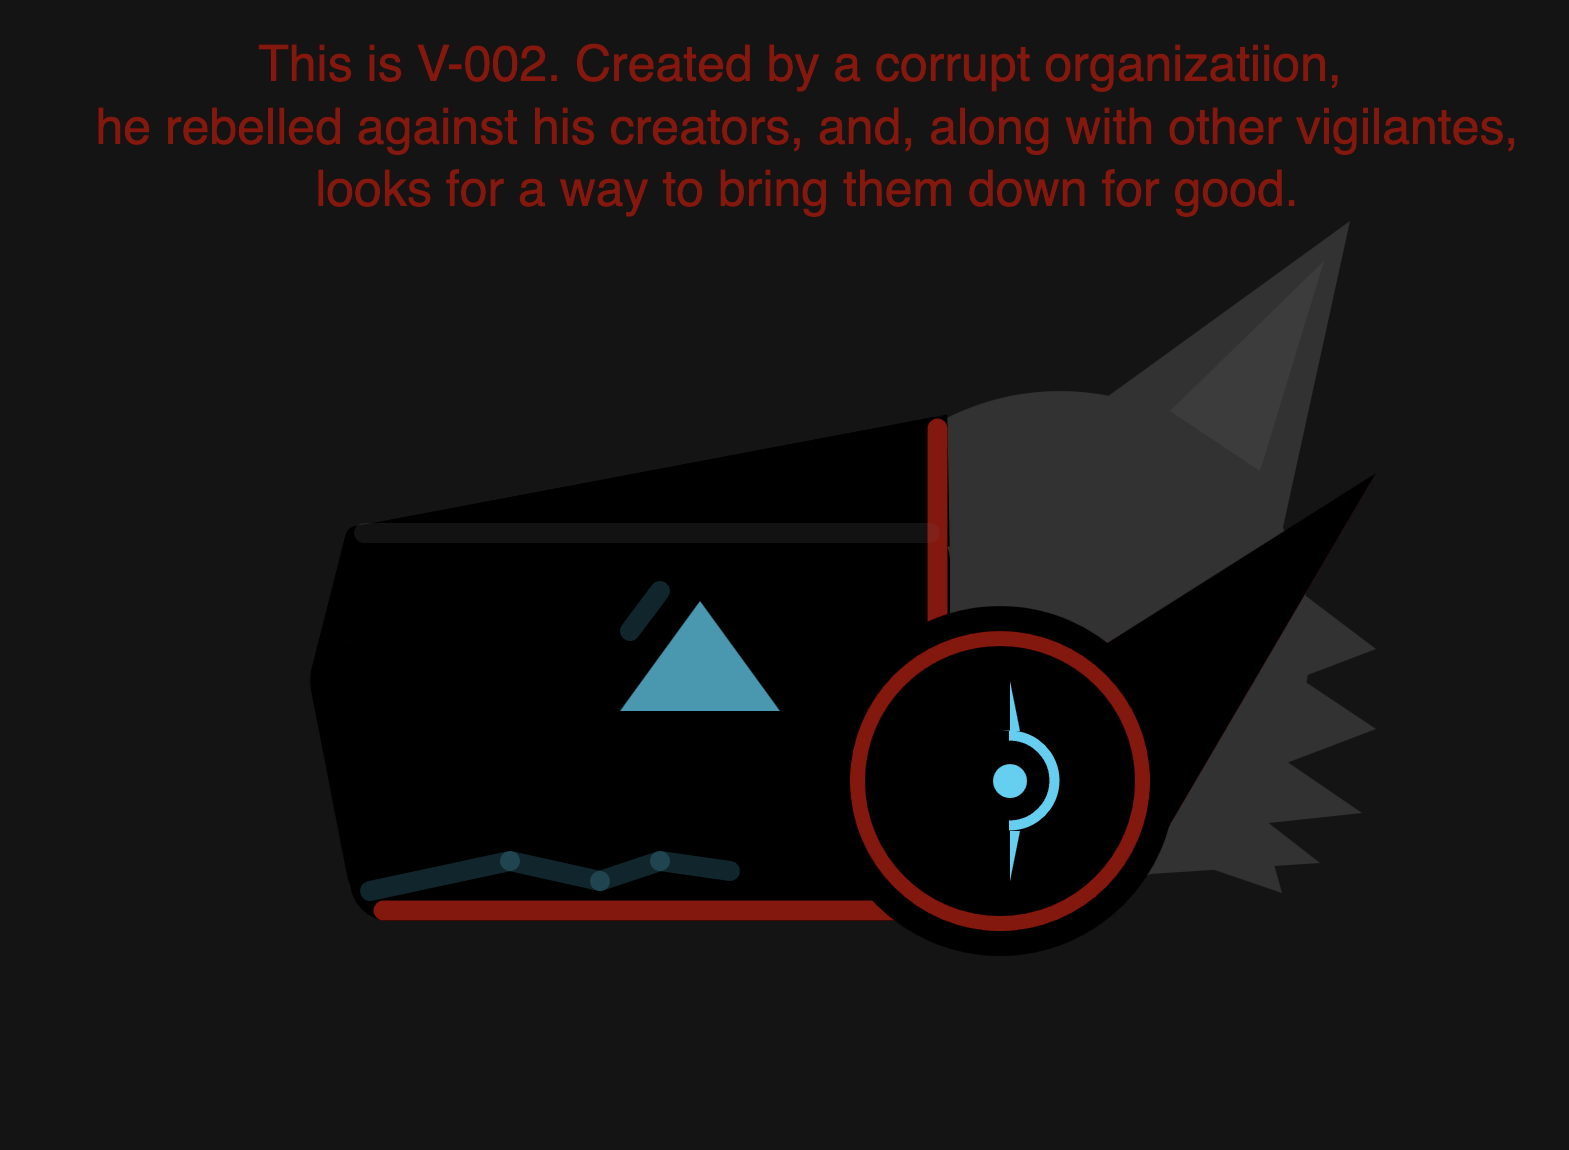 This is V-002. Created by a corrupt organizatiion,
he rebelled against his creators, and, along with other vigilantes,
looks for a way to bring them down for good.